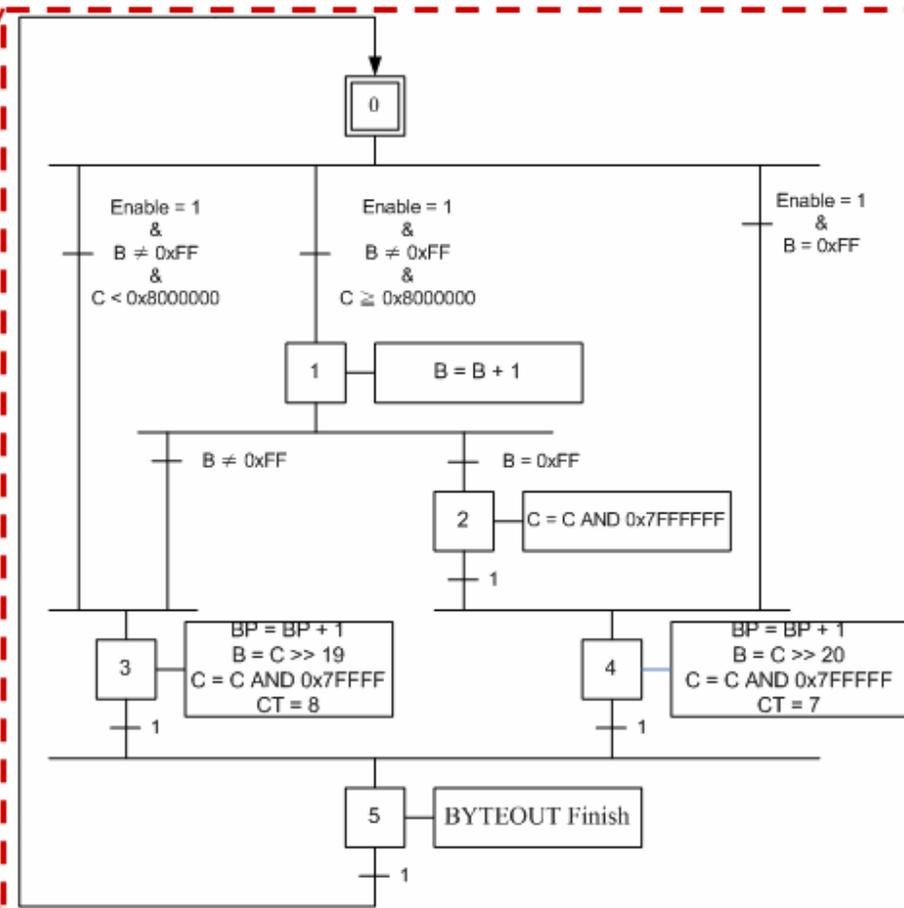 0
Enable = 1
&
B ≠ 0xFF
&
C < 0x8000000
Enable = 1
&
B ≠ 0xFF
&
C ≧ 0x8000000
Enable = 1
&
B = 0xFF
1
B = B + 1
B ≠ 0xFF
B = 0xFF
2
C = C AND 0x7FFFFFF
1
3
BP = BP + 1
B = C >> 19
C = C AND 0x7FFFF
CT = 8
1
4
BP = BP + 1
B = C >> 20
C = C AND 0x7FFFFF
CT = 7
1
5
BYTEOUT Finish
1